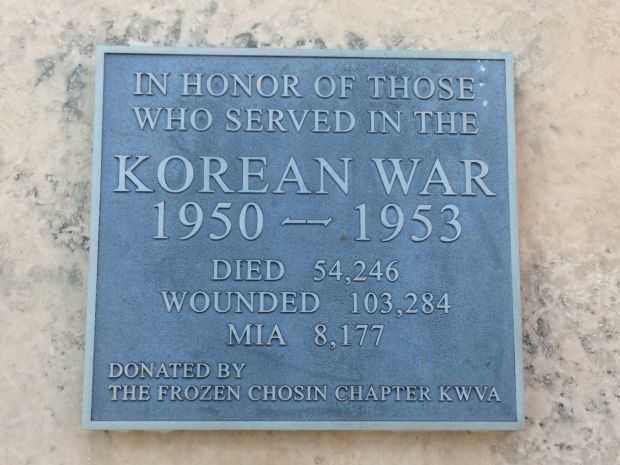 IN HONOR OF THOSE
WHO SERVED IN THE
KOREAN WAR
1950 — 1953
DIED 54,246
WOUNDED 103,284
MIA 8,177
DONATED BY
THE FROZEN CHOSIN CHAPTER KWVA